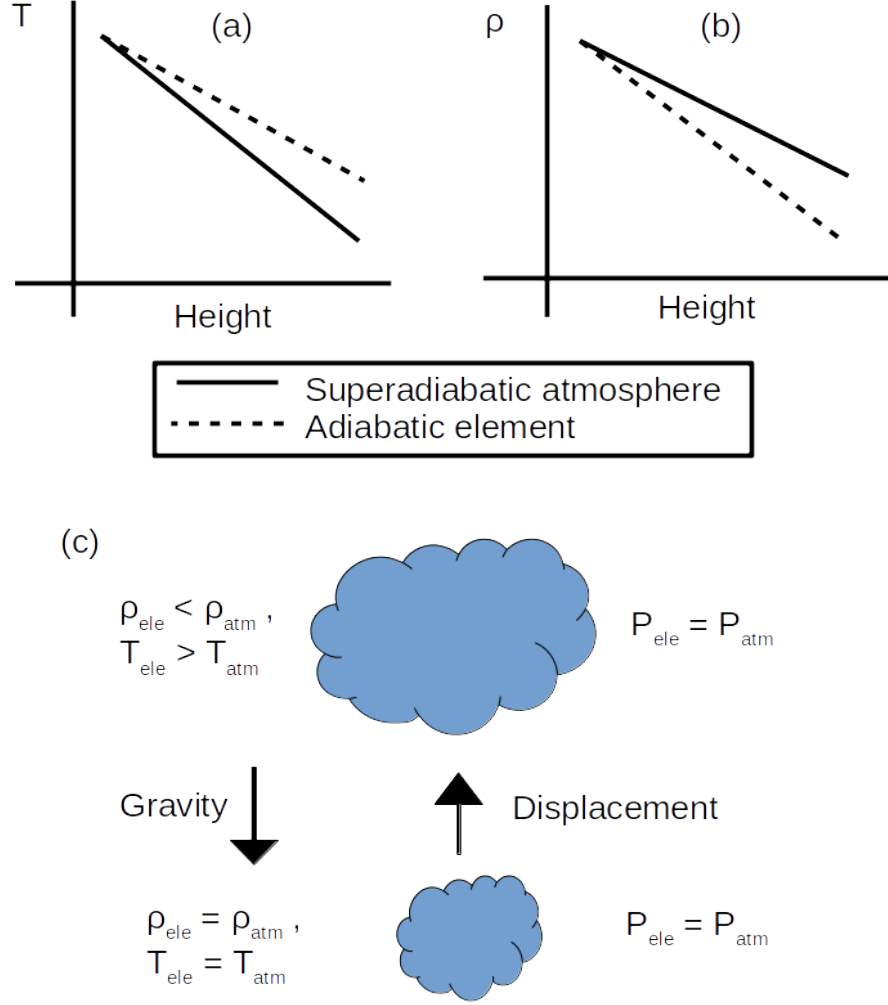 T (a)
ρ (b)
Height
Height
Superadiabatic atmosphere
Adiabatic element
(c)
ρele < ρatm ,
Tele > Tatm
Pele = Patm
Gravity
Displacement
ρele = ρatm ,
Tele = Tatm
Pele = Patm